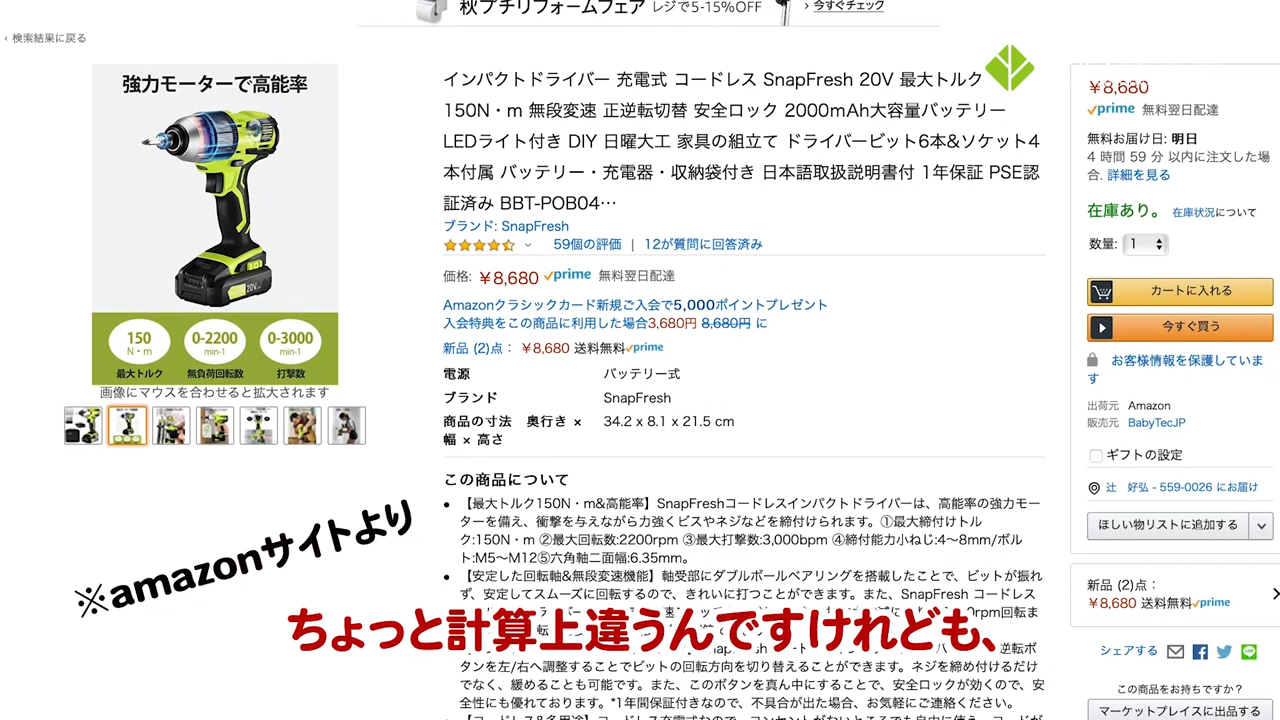 秋プチリフォームフェア レジで5-15%OFF
› 今すぐチェック
‹ 検索結果に戻る
強力モーターで高能率
20V
150
N・m
最大トルク
0-2200
min-1
無負荷回転数
0-3000
min-1
打撃数
画像にマウスを合わせると拡大されます
インパクトドライバー 充電式 コードレス SnapFresh 20V 最大トルク
150N・m 無段変速 正逆転切替 安全ロック 2000mAh大容量バッテリー
LEDライト付き DIY 日曜大工 家具の組立て ドライバービット6本&ソケット4
本付属 バッテリー・充電器・収納袋付き 日本語取扱説明書付 1年保証 PSE認
証済み BBT-POB04…
ブランド: SnapFresh
59個の評価 | 12が質問に回答済み
価格: ￥8,680 prime 無料翌日配達
Amazonクラシックカード新規ご入会で5,000ポイントプレゼント
入会特典をこの商品に利用した場合3,680円 8,680円 に
新品 (2)点： ￥8,680 送料無料 prime
電源 バッテリー式
ブランド SnapFresh
商品の寸法 奥行き × 34.2 x 8.1 x 21.5 cm
幅 × 高さ
この商品について
【最大トルク150N・m&高能率】SnapFreshコードレスインパクトドライバーは、高能率の強力モー
ターを備え、衝撃を与えながら力強くビスやネジなどを締付けられます。①最大締付けトル
ク:150N・m ②最大回転数:2200rpm ③最大打撃数:3,000bpm ④締付能力小ねじ:4～8mm/ボル
ト:M5～M12⑤六角軸二面幅:6.35mm。
【安定した回転軸&無段変速機能】軸受部にダブルボールベアリングを搭載したことで、ビットが振れ
ず、安定してスムーズに回転するので、きれいに打つことができます。また、SnapFresh コードレス
タンを左/右へ調整することでビットの回転方向を切り替えることができます。ネジを締め付けるだけ
でなく、緩めることも可能です。また、このボタンを真ん中にすることで、安全ロックが効くので、安
全性にも優れております。*1年間保証付きなので、不具合が出た場合、お気軽にご連絡ください。
※amazonサイトより
ちょっと計算上違うんですけれども、
￥8,680
prime 無料翌日配達
無料お届け日: 明日
4 時間 59 分 以内に注文した場
合. 詳細を見る
在庫あり。 在庫状況について
数量: 1
カートに入れる
今すぐ買う
お客様情報を保護していま
す
出荷元 Amazon
販売元 BabyTecJP
ギフトの設定
辻 好弘 - 559-0026 にお届け
ほしい物リストに追加する
新品 (2)点：
￥8,680 送料無料 prime
シェアする
この商品をお持ちですか？
マーケットプレイスに出品する